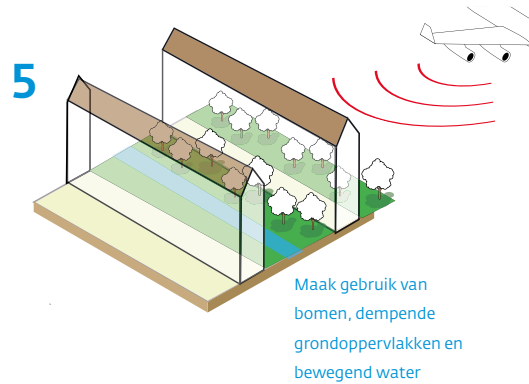 5
Maak gebruik van
bomen, dempende
grondoppervlakken en
bewegend water